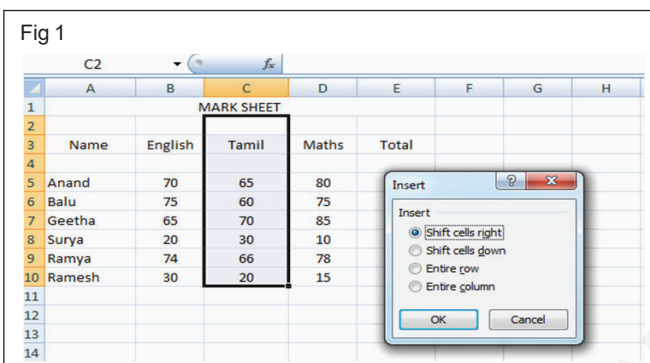 Fig 1
C2 fx
A B C D E F G H
1 MARK SHEET
2
3 Name English Tamil Maths Total
4
5 Anand 70 65 80
6 Balu 75 60 75
7 Geetha 65 70 85
8 Surya 20 30 10
9 Ramya 74 66 78
10 Ramesh 30 20 15
11
12
13
14
Insert ? X
Insert
Shift cells right
Shift cells down
Entire row
Entire column
OK Cancel